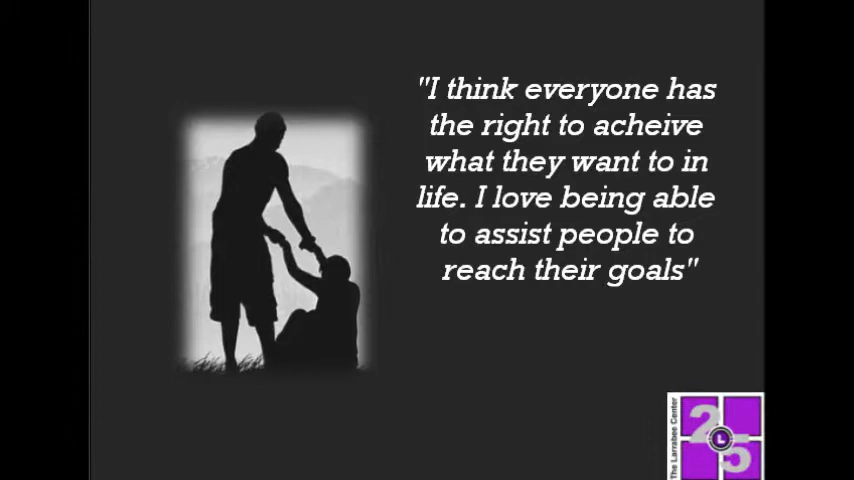 "I think everyone has
the right to acheive
what they want to in
life. I love being able
to assist people to
reach their goals"
The Larrabee Center
25
L